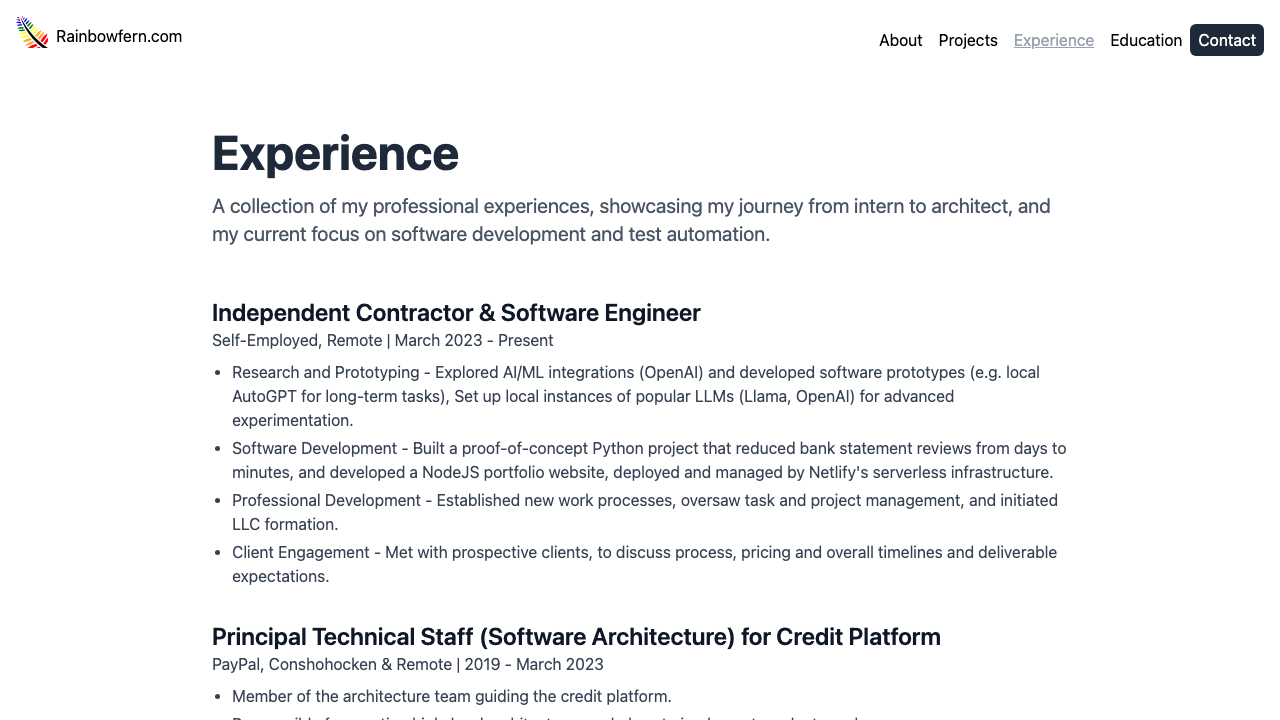 Rainbowfern.com
About Projects Experience Education Contact
Experience
A collection of my professional experiences, showcasing my journey from intern to architect, and
my current focus on software development and test automation.
Independent Contractor & Software Engineer
Self-Employed, Remote | March 2023 - Present
• Research and Prototyping - Explored AI/ML integrations (OpenAI) and developed software prototypes (e.g. local
AutoGPT for long-term tasks), Set up local instances of popular LLMs (Llama, OpenAI) for advanced
experimentation.
• Software Development - Built a proof-of-concept Python project that reduced bank statement reviews from days to
minutes, and developed a NodeJS portfolio website, deployed and managed by Netlify's serverless infrastructure.
• Professional Development - Established new work processes, oversaw task and project management, and initiated
LLC formation.
• Client Engagement - Met with prospective clients, to discuss process, pricing and overall timelines and deliverable
expectations.
Principal Technical Staff (Software Architecture) for Credit Platform
PayPal, Conshohocken & Remote | 2019 - March 2023
• Member of the architecture team guiding the credit platform.